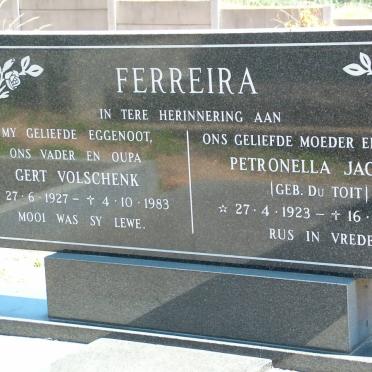 FERREIRA
IN TERE HERINNERING AAN
MY GELIEFDE EGGENOOT,
ONS VADER EN OUPA
GERT VOLSCHENK
27-6-1927 - ✝ 4-10-1983
MOOI WAS SY LEWE.
ONS GELIEFDE MOEDER
PETRONELLA
(GEB. DU TOIT)
☆ 27-4-1923 - ✝ 16-
RUS IN VREDE